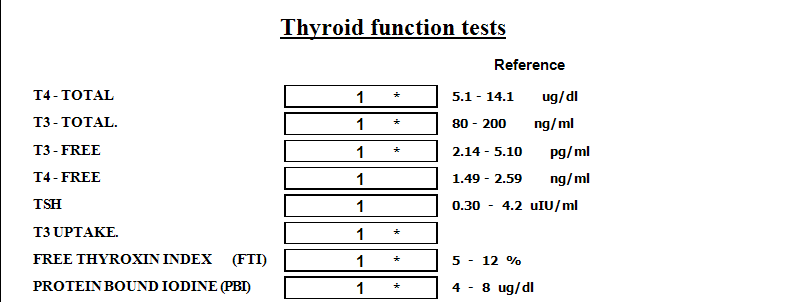 Thyroid function tests
Reference
T4 - TOTAL 1 * 5.1 - 14.1 ug/dl
T3 - TOTAL. 1 * 80 - 200 ng/ml
T3 - FREE 1 * 2.14 - 5.10 pg/ml
T4 - FREE 1 1.49 - 2.59 ng/ml
TSH 1 0.30 - 4.2 uIU/ml
T3 UPTAKE. 1 *
FREE THYROXIN INDEX (FTI) 1 * 5 - 12 %
PROTEIN BOUND IODINE (PBI) 1 * 4 - 8 ug/dl